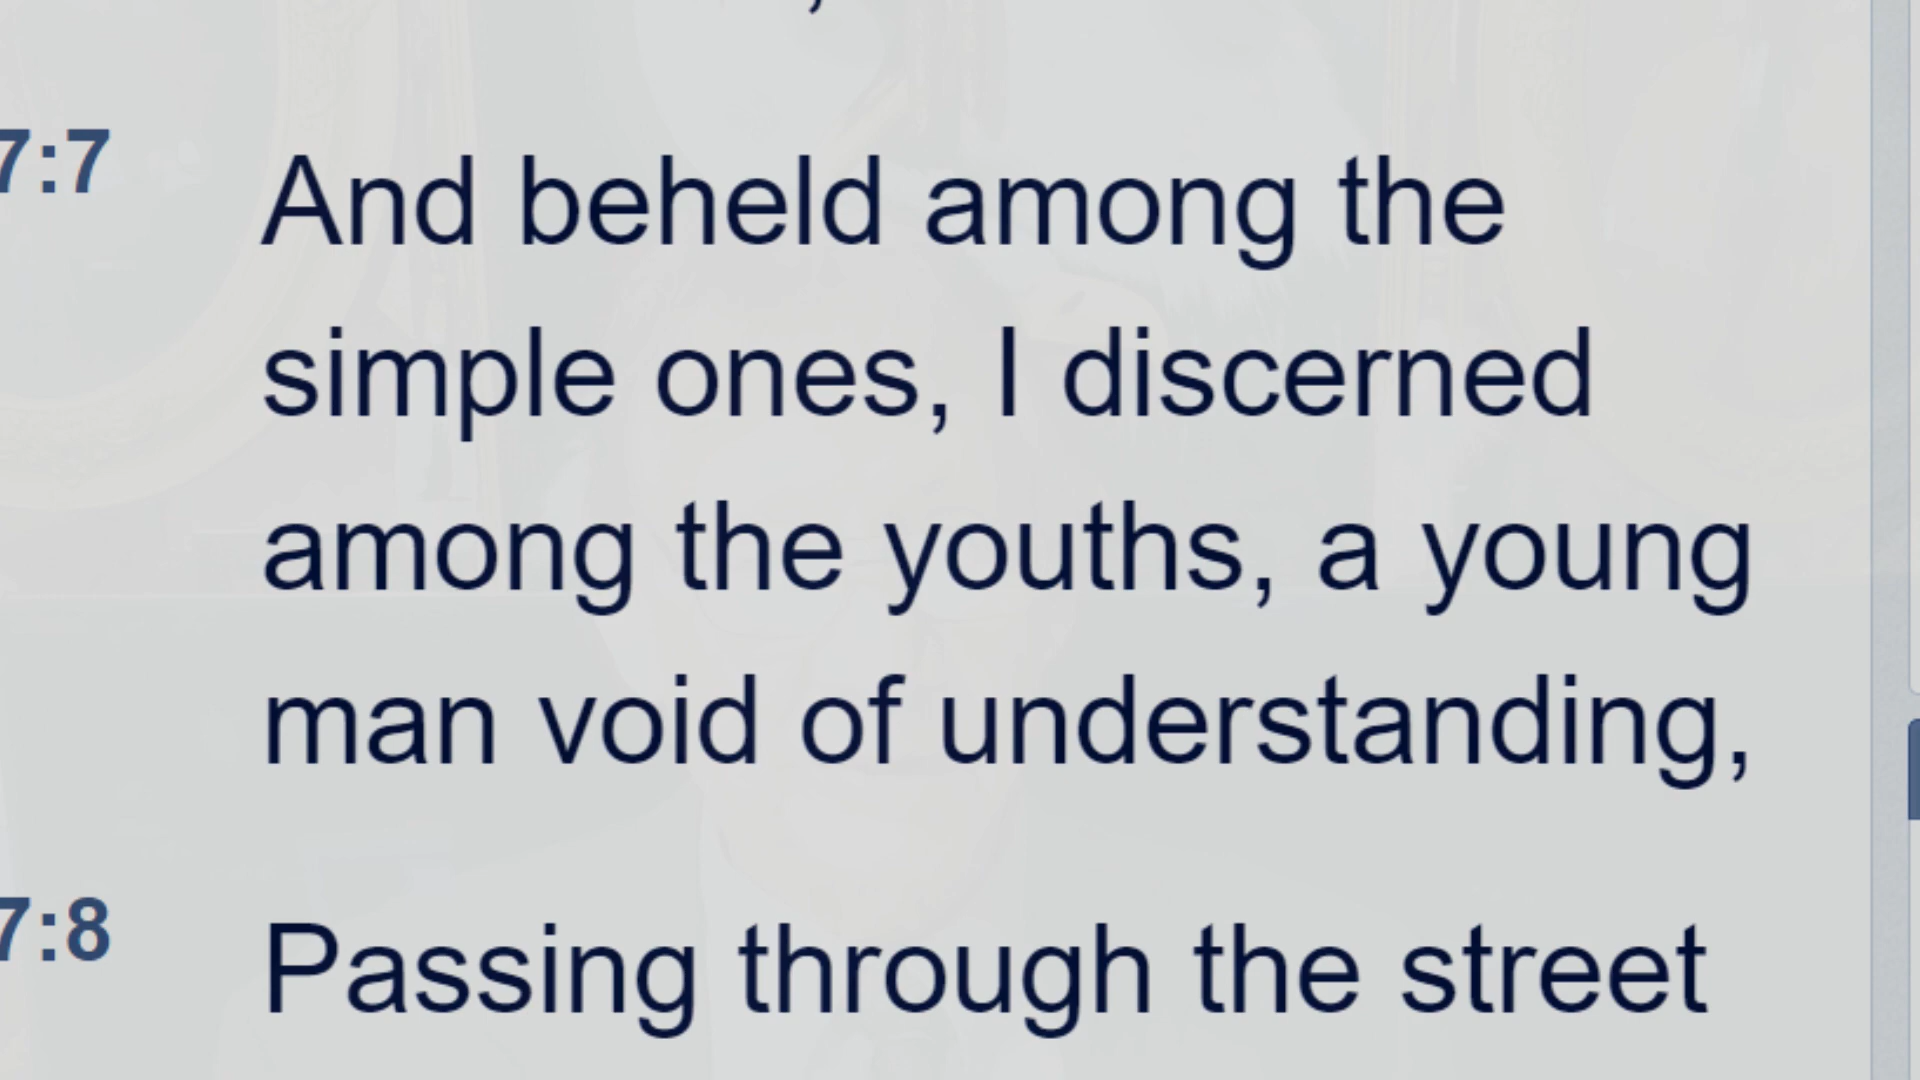 7:7
And beheld among the
simple ones, I discerned
among the youths, a young
man void of understanding,
7:8
Passing through the street